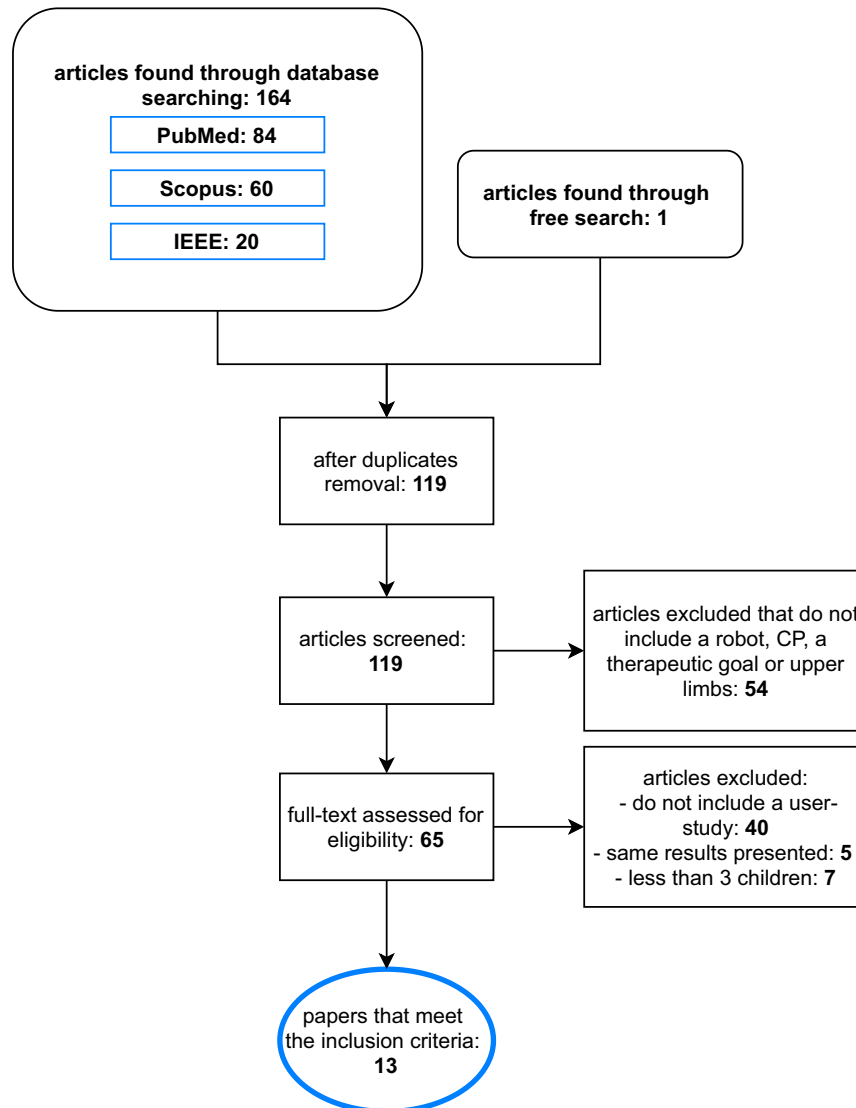 articles found through database
searching: 164
PubMed: 84
Scopus: 60
IEEE: 20
articles found through
free search: 1
after duplicates
removal: 119
articles screened:
119
articles excluded that do not
include a robot, CP, a
therapeutic goal or upper
limbs: 54
full-text assessed for
eligibility: 65
articles excluded:
- do not include a user-
study: 40
- same results presented: 5
- less than 3 children: 7
papers that meet
the inclusion criteria:
13